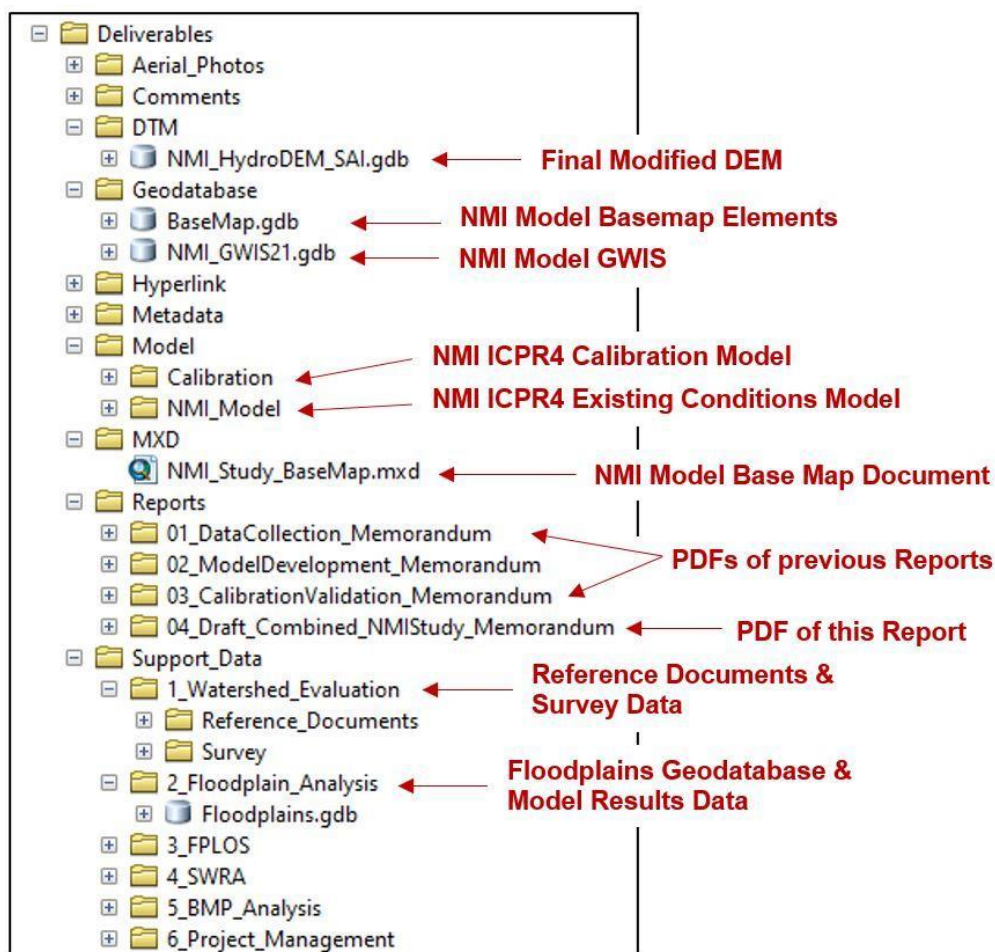 Deliverables
Aerial_Photos
Comments
DTM
NMI_HydroDEM_SAI.gdb
Final Modified DEM
Geodatabase
BaseMap.gdb
NMI Model Basemap Elements
NMI_GWIS21.gdb
NMI Model GWIS
Hyperlink
Metadata
Model
Calibration
NMI ICPR4 Calibration Model
NMI_Model
NMI ICPR4 Existing Conditions Model
MXD
NMI_Study_BaseMap.mxd
NMI Model Base Map Document
Reports
01_DataCollection_Memorandum
02_ModelDevelopment_Memorandum
PDFs of previous Reports
03_CalibrationValidation_Memorandum
04_Draft_Combined_NMIStudy_Memorandum
PDF of this Report
Support_Data
1_Watershed_Evaluation
Reference Documents &
Survey Data
Reference_Documents
Survey
2_Floodplain_Analysis
Floodplains Geodatabase &
Model Results Data
Floodplains.gdb
3_FPLOS
4_SWRA
5_BMP_Analysis
6_Project_Management